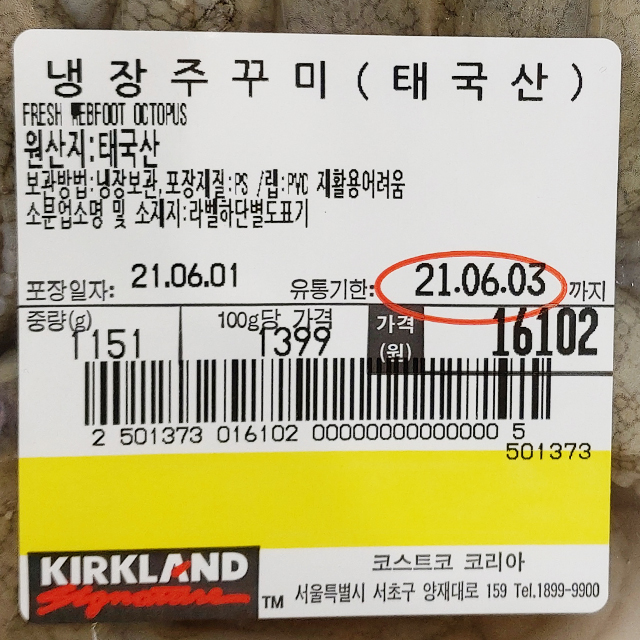 냉장주꾸미(태국산)
FRESH WEBFOOT OCTOPUS
원산지:태국산
보관방법:냉장보관,포장재질:PS /랩:PVC 재활용어려움
소분업소명 및 소재지:라벨하단별도표기
포장일자: 21.06.01 유통기한: 21.06.03 까지
중량(g) 100g당 가격 가격(원) 16102
1151 1399
2 501373 016102 00000000000000 5
501373
KIRKLAND
Signature TM
코스트코 코리아
서울특별시 서초구 양재대로 159 Tel.1899-9900